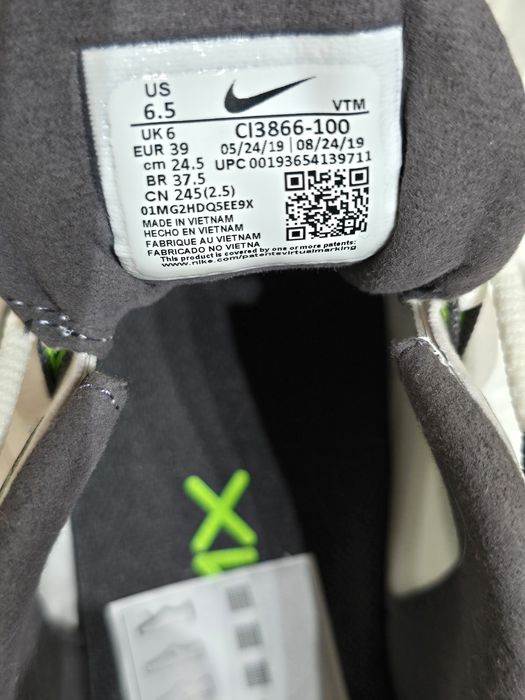 US
6.5
VTM
UK 6
CI3866-100
EUR 39
05/24/19 08/24/19
cm 24.5
UPC 00193654139711
BR 37.5
CN 245(2.5)
01MG2HDQ5EE9X
MADE IN VIETNAM
HECHO EN VIETNAM
FABRIQUE AU VIETNAM
FABRICADO NO VIETNA
This product is covered by one or more patents:
www.nike.com/patentsvirtualmarking
1X